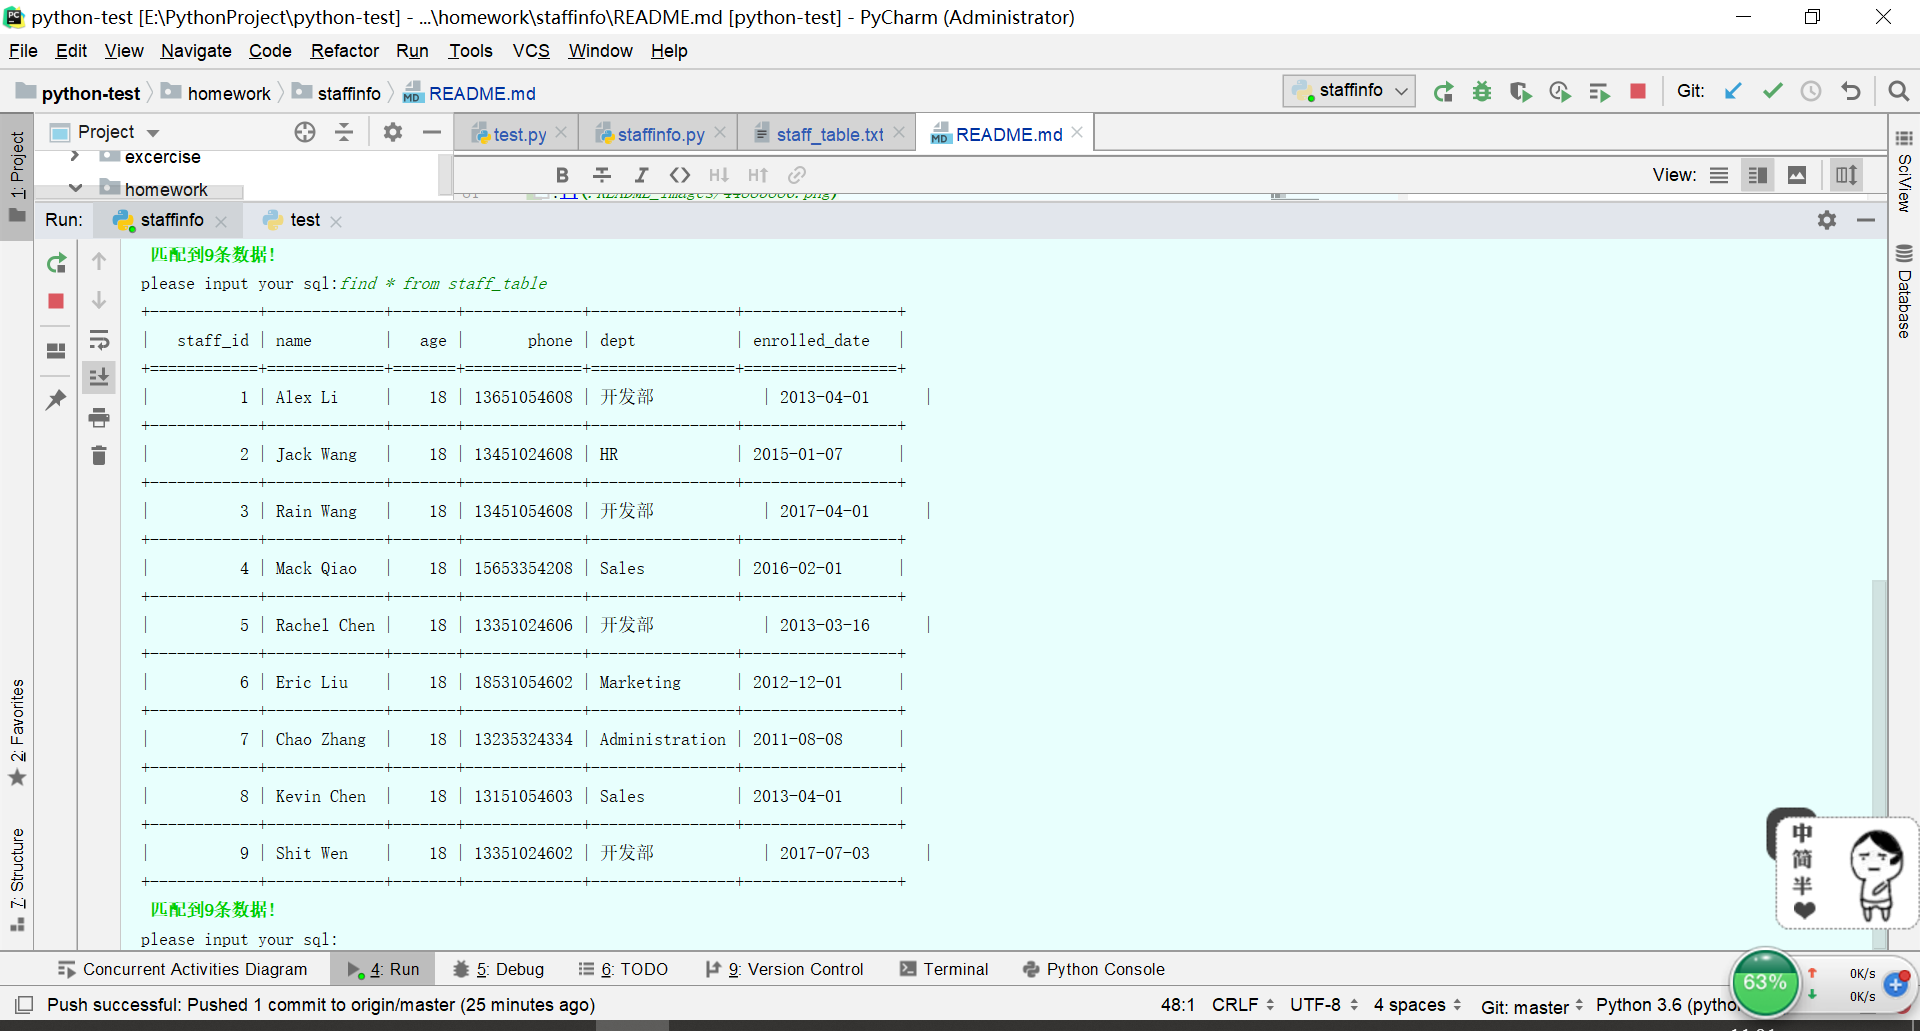 python-test [E:\PythonProject\python-test] - ...\homework\staffinfo\README.md [python-test] - PyCharm (Administrator)
File Edit View Navigate Code Refactor Run Tools VCS Window Help
python-test homework staffinfo README.md staffinfo Git:
Project test.py staffinfo.py staff_table.txt README.md
excercise
homework
View:
Run: staffinfo test
匹配到9条数据!
please input your sql:find * from staff_table
+------------+-------------+-------+-------------+----------------+-----------------+
| staff_id | name | age | phone | dept | enrolled_date |
+============+=============+=======+=============+================+=================+
| 1 | Alex Li | 18 | 13651054608 | 开发部 | 2013-04-01 |
+------------+-------------+-------+-------------+----------------+-----------------+
| 2 | Jack Wang | 18 | 13451024608 | HR | 2015-01-07 |
+------------+-------------+-------+-------------+----------------+-----------------+
| 3 | Rain Wang | 18 | 13451054608 | 开发部 | 2017-04-01 |
+------------+-------------+-------+-------------+----------------+-----------------+
| 4 | Mack Qiao | 18 | 15653354208 | Sales | 2016-02-01 |
+------------+-------------+-------+-------------+----------------+-----------------+
| 5 | Rachel Chen | 18 | 13351024606 | 开发部 | 2013-03-16 |
+------------+-------------+-------+-------------+----------------+-----------------+
| 6 | Eric Liu | 18 | 18531054602 | Marketing | 2012-12-01 |
+------------+-------------+-------+-------------+----------------+-----------------+
| 7 | Chao Zhang | 18 | 13235324334 | Administration | 2011-08-08 |
+------------+-------------+-------+-------------+----------------+-----------------+
| 8 | Kevin Chen | 18 | 13151054603 | Sales | 2013-04-01 |
+------------+-------------+-------+-------------+----------------+-----------------+
| 9 | Shit Wen | 18 | 13351024602 | 开发部 | 2017-07-03 |
+------------+-------------+-------+-------------+----------------+-----------------+
匹配到9条数据!
please input your sql:
1: Project
2: Favorites
7: Structure
SciView
Database
中
简
半
Concurrent Activities Diagram 4: Run 5: Debug 6: TODO 9: Version Control Terminal Python Console
63% 0K/s
0K/s
Push successful: Pushed 1 commit to origin/master (25 minutes ago) 48:1 CRLF UTF-8 4 spaces Git: master Python 3.6 (pytho